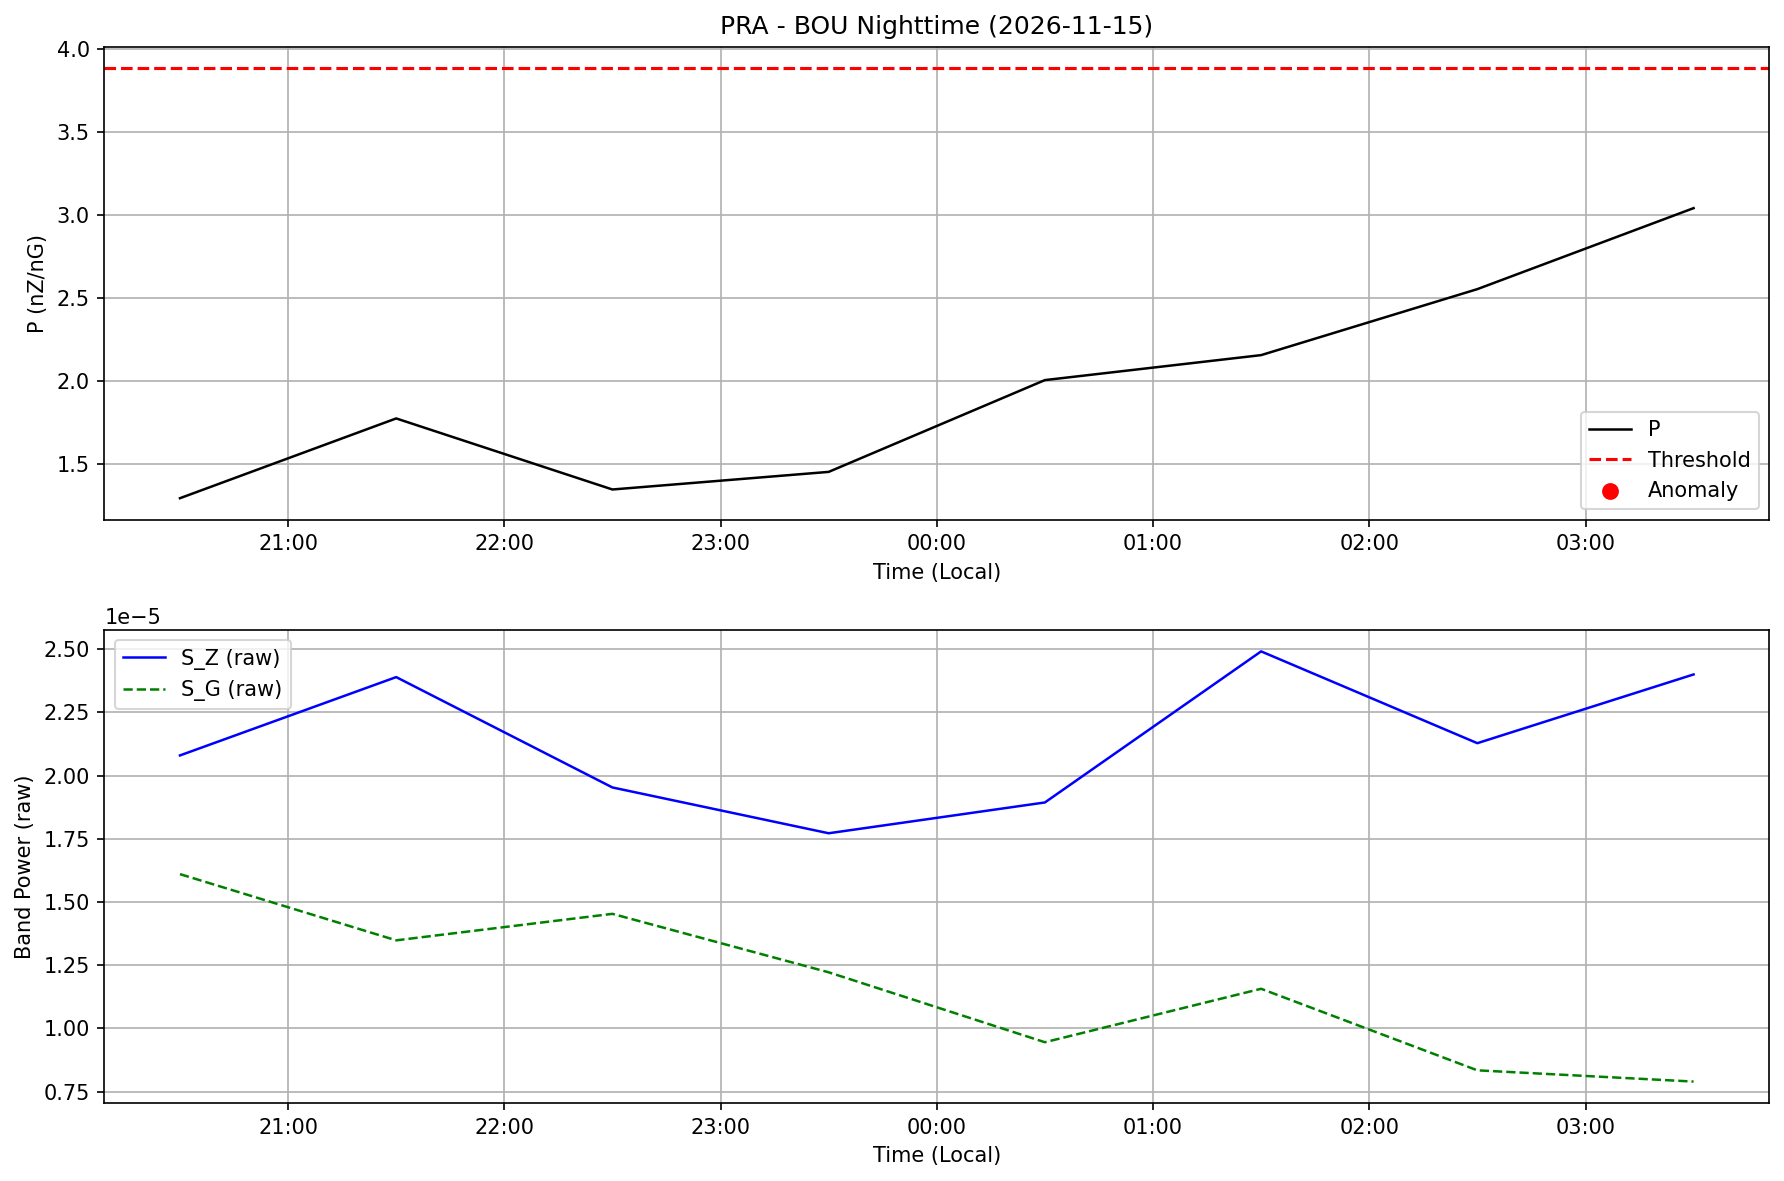 PRA - BOU Nighttime (2026-11-15)
4.0
3.5
3.0
2.5
2.0
1.5
P (nZ/nG)
P
Threshold
Anomaly
21:00 22:00 23:00 00:00 01:00 02:00 03:00
Time (Local)
1e−5
2.50
2.25
2.00
1.75
1.50
1.25
1.00
0.75
Band Power (raw)
S_Z (raw)
S_G (raw)
21:00 22:00 23:00 00:00 01:00 02:00 03:00
Time (Local)